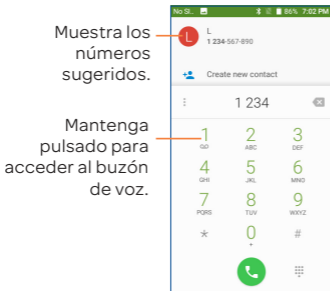 No SI.. 86% 7:02 PM
L
L
1 234-567-890
Create new contact
1 234
Muestra los
números
sugeridos.
Mantenga
pulsado para
acceder al buzón
de voz.
1 2 3
ABC DEF
4 5 6
GHI JKL MNO
7 8 9
PQRS TUV WXYZ
* 0 #
+